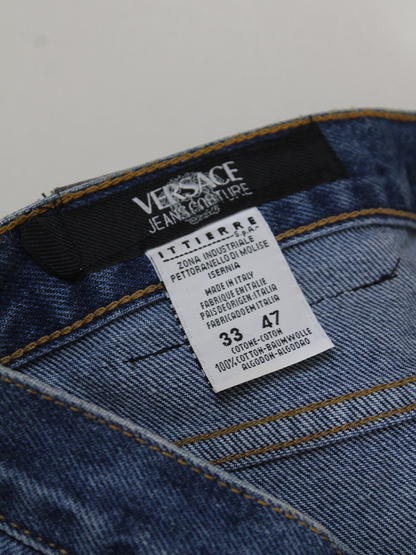 VERSACE
JEANS COUTURE
ITTIERRE
S.p.A.
ZONA INDUSTRIALE
PETTORANELLO DI MOLISE
ISERNIA
MADE IN ITALY
FABRIQUE EN ITALIE
PAIS DE ORIGEN-ITALIA
FABRICADO EM ITALIA
33 47
COTONE-COTON
100%COTTON-BAUMWOLLE
ALGODON-ALGODAO